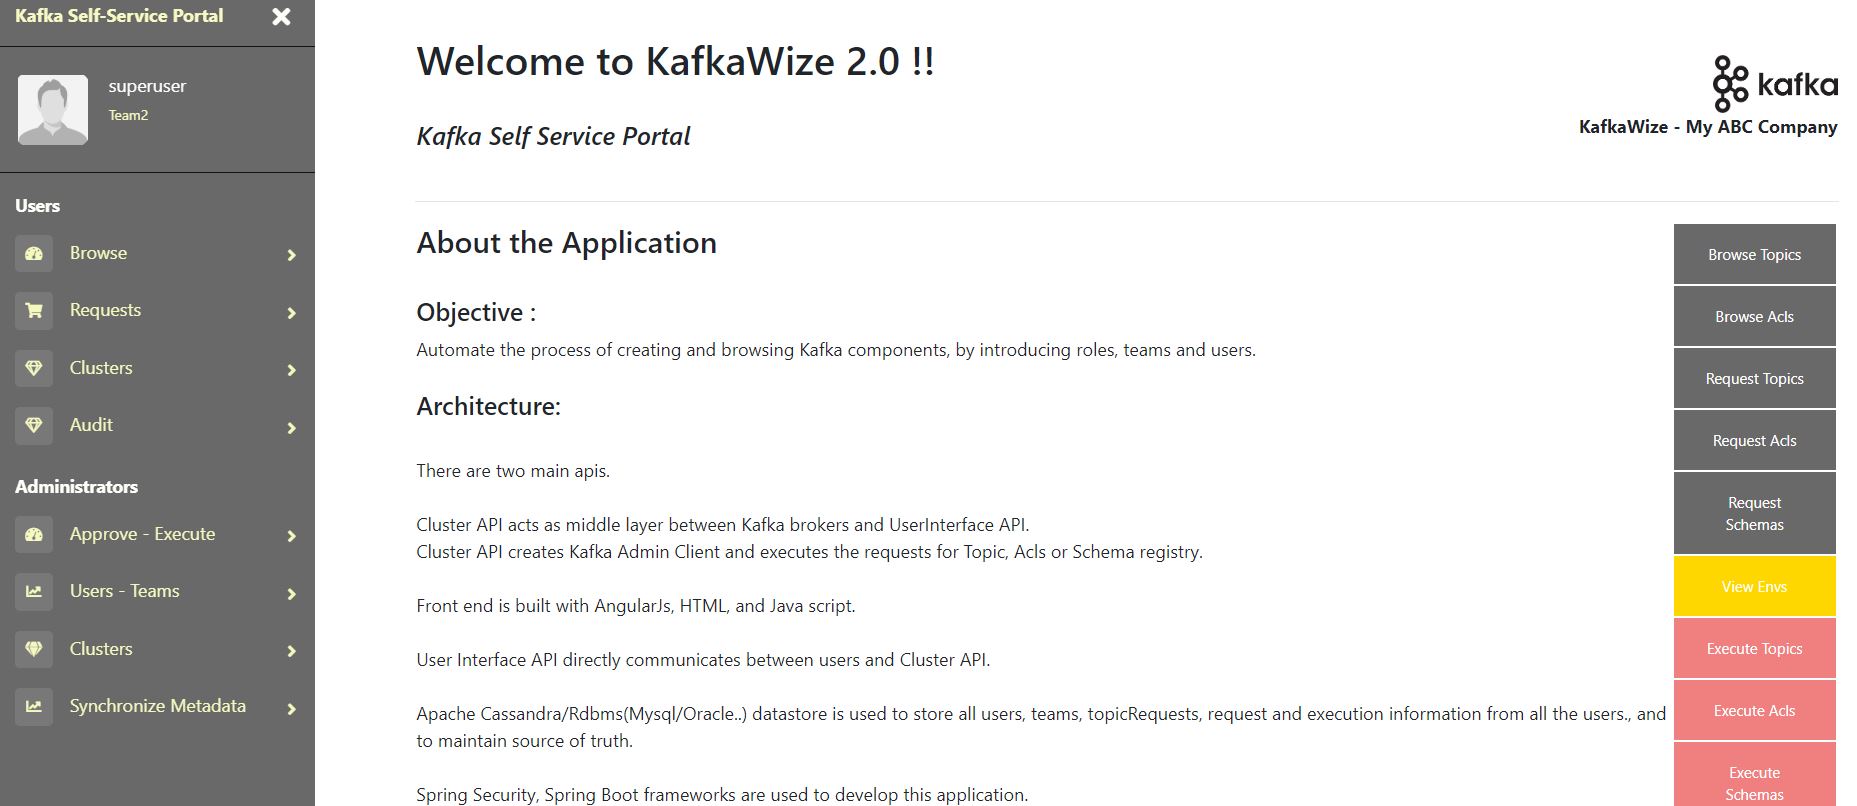 Kafka Self-Service Portal
superuser
Team2
Users
Browse
Requests
Clusters
Audit
Administrators
Approve - Execute
Users - Teams
Clusters
Synchronize Metadata
Welcome to KafkaWize 2.0 !!
Kafka Self Service Portal
kafka
KafkaWize - My ABC Company
About the Application
Objective :
Automate the process of creating and browsing Kafka components, by introducing roles, teams and users.
Architecture:
There are two main apis.
Cluster API acts as middle layer between Kafka brokers and UserInterface API.
Cluster API creates Kafka Admin Client and executes the requests for Topic, Acls or Schema registry.
Front end is built with AngularJs, HTML, and Java script.
User Interface API directly communicates between users and Cluster API.
Apache Cassandra/Rdbms(Mysql/Oracle..) datastore is used to store all users, teams, topicRequests, request and execution information from all the users., and
to maintain source of truth.
Spring Security, Spring Boot frameworks are used to develop this application.
Browse Topics
Browse Acls
Request Topics
Request Acls
Request
Schemas
View Envs
Execute Topics
Execute Acls
Execute
Schemas